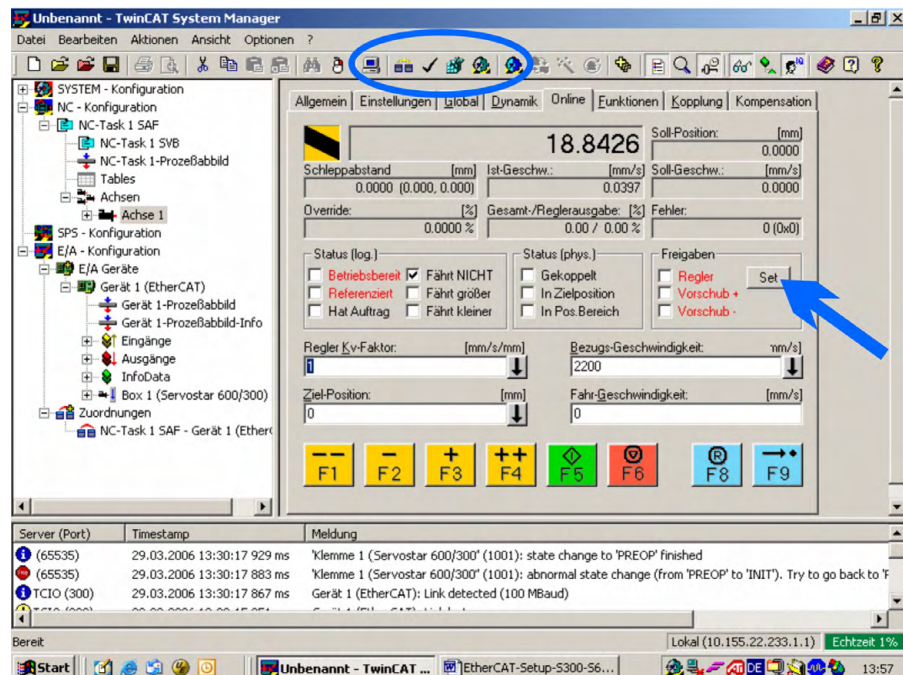 Unbenannt - TwinCAT System Manager
Datei Bearbeiten Aktionen Ansicht Optionen ?
SYSTEM - Konfiguration
NC - Konfiguration
NC-Task 1 SAF
NC-Task 1 SVB
NC-Task 1-Prozeßabbild
Tables
Achsen
Achse 1
SPS - Konfiguration
E/A - Konfiguration
E/A Geräte
Gerät 1 (EtherCAT)
Gerät 1-Prozeßabbild
Gerät 1-Prozeßabbild-Info
Eingänge
Ausgänge
InfoData
Box 1 (Servostar 600/300)
Zuordnungen
NC-Task 1 SAF - Gerät 1 (Ether
Allgemein Einstellungen Global Dynamik Online Funktionen Kopplung Kompensation
18.8426
Soll-Position: [mm]
0.0000
Schleppabstand [mm] Ist-Geschw.: [mm/s] Soll-Geschw.: [mm/s]
0.0000 (0.000, 0.000) 0.0397 0.0000
Override: [%] Gesamt-/Reglerausgabe: [%] Fehler:
0.0000 % 0.00 / 0.00 % 0 (0x0)
Status (log.) Status (phys.) Freigaben
Betriebsbereit Fährt NICHT Gekoppelt Regler Set
Referenziert Fährt größer In Zielposition Vorschub +
Hat Auftrag Fährt kleiner In Pos.Bereich Vorschub -
Regler Kv-Faktor: [mm/s/mm] Bezugs-Geschwindigkeit: mm/s]
1 2200
Ziel-Position: [mm] Fahr-Geschwindigkeit: [mm/s]
0 0
-- - + ++ R
F1 F2 F3 F4 F5 F6 F8 F9
Server (Port) Timestamp Meldung
(65535) 29.03.2006 13:30:17 929 ms 'Klemme 1 (Servostar 600/300" (1001): state change to 'PREOP' finished
(65535) 29.03.2006 13:30:17 883 ms 'Klemme 1 (Servostar 600/300" (1001): abnormal state change (from 'PREOP' to 'INIT'). Try to go back to 'P
TCIO (300) 29.03.2006 13:30:17 867 ms Gerät 1 (EtherCAT): Link detected (100 MBaud)
Bereit Lokal (10.155.22.233.1.1) Echtzeit 1%
Start Unbenannt - TwinCAT ... EtherCAT-Setup-S300-S6... DE 13:57